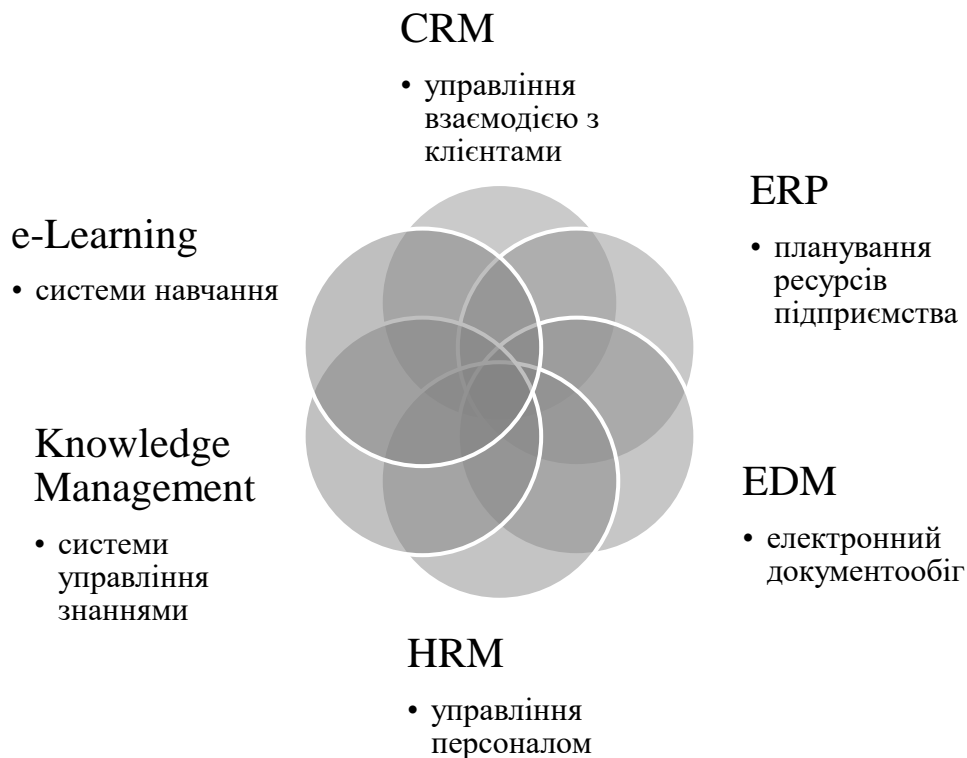 CRM
• управління
взаємодією з
клієнтами
ERP
• планування
ресурсів
підприємства
EDM
• електронний
документообіг
HRM
• управління
персоналом
Knowledge
Management
• системи
управління
знаннями
e-Learning
• системи навчання